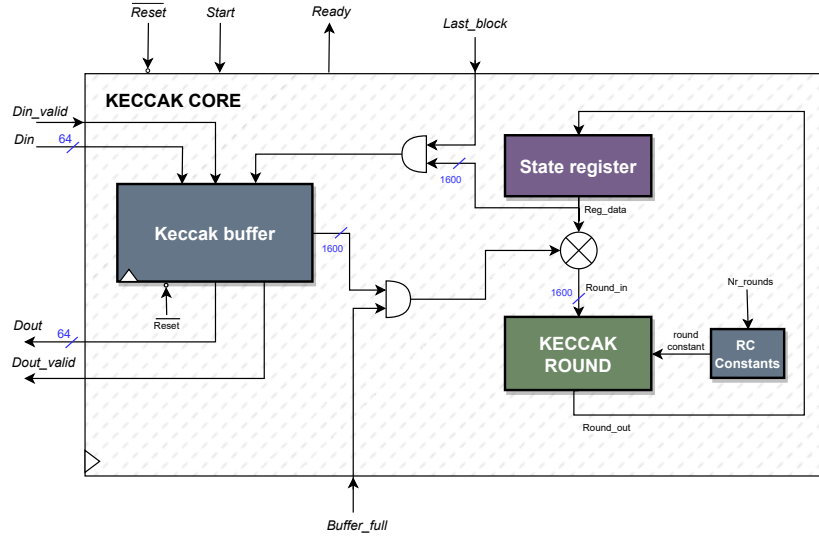 Reset
Start
Ready
Last_block
KECCAK CORE
Din_valid
Din
64
1600
State register
Reg_data
Keccak buffer
1600
Reset
1600
Round_in
Nr_rounds
Dout
64
Dout_valid
KECCAK
ROUND
round
constant
RC
Constants
Round_out
Buffer_full